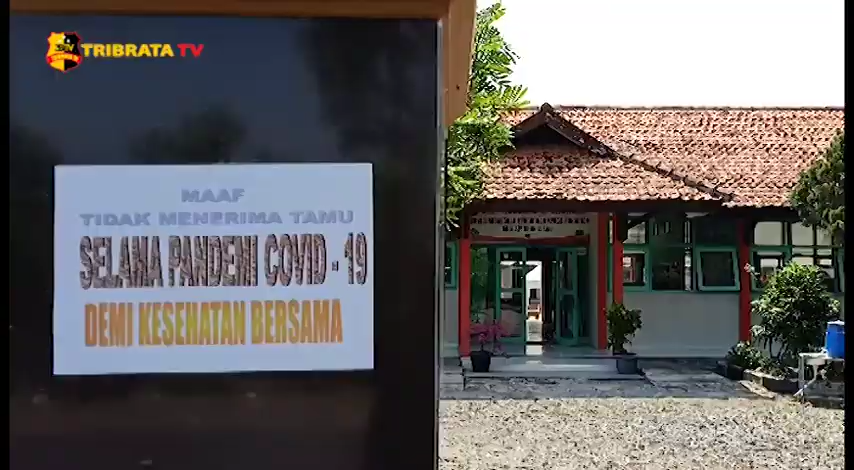 TRIBRATA TV
MAAF
TIDAK MENERIMA TAMU
SELAMA PANDEMI COVID - 19
DEMI KESEHATAN BERSAMA